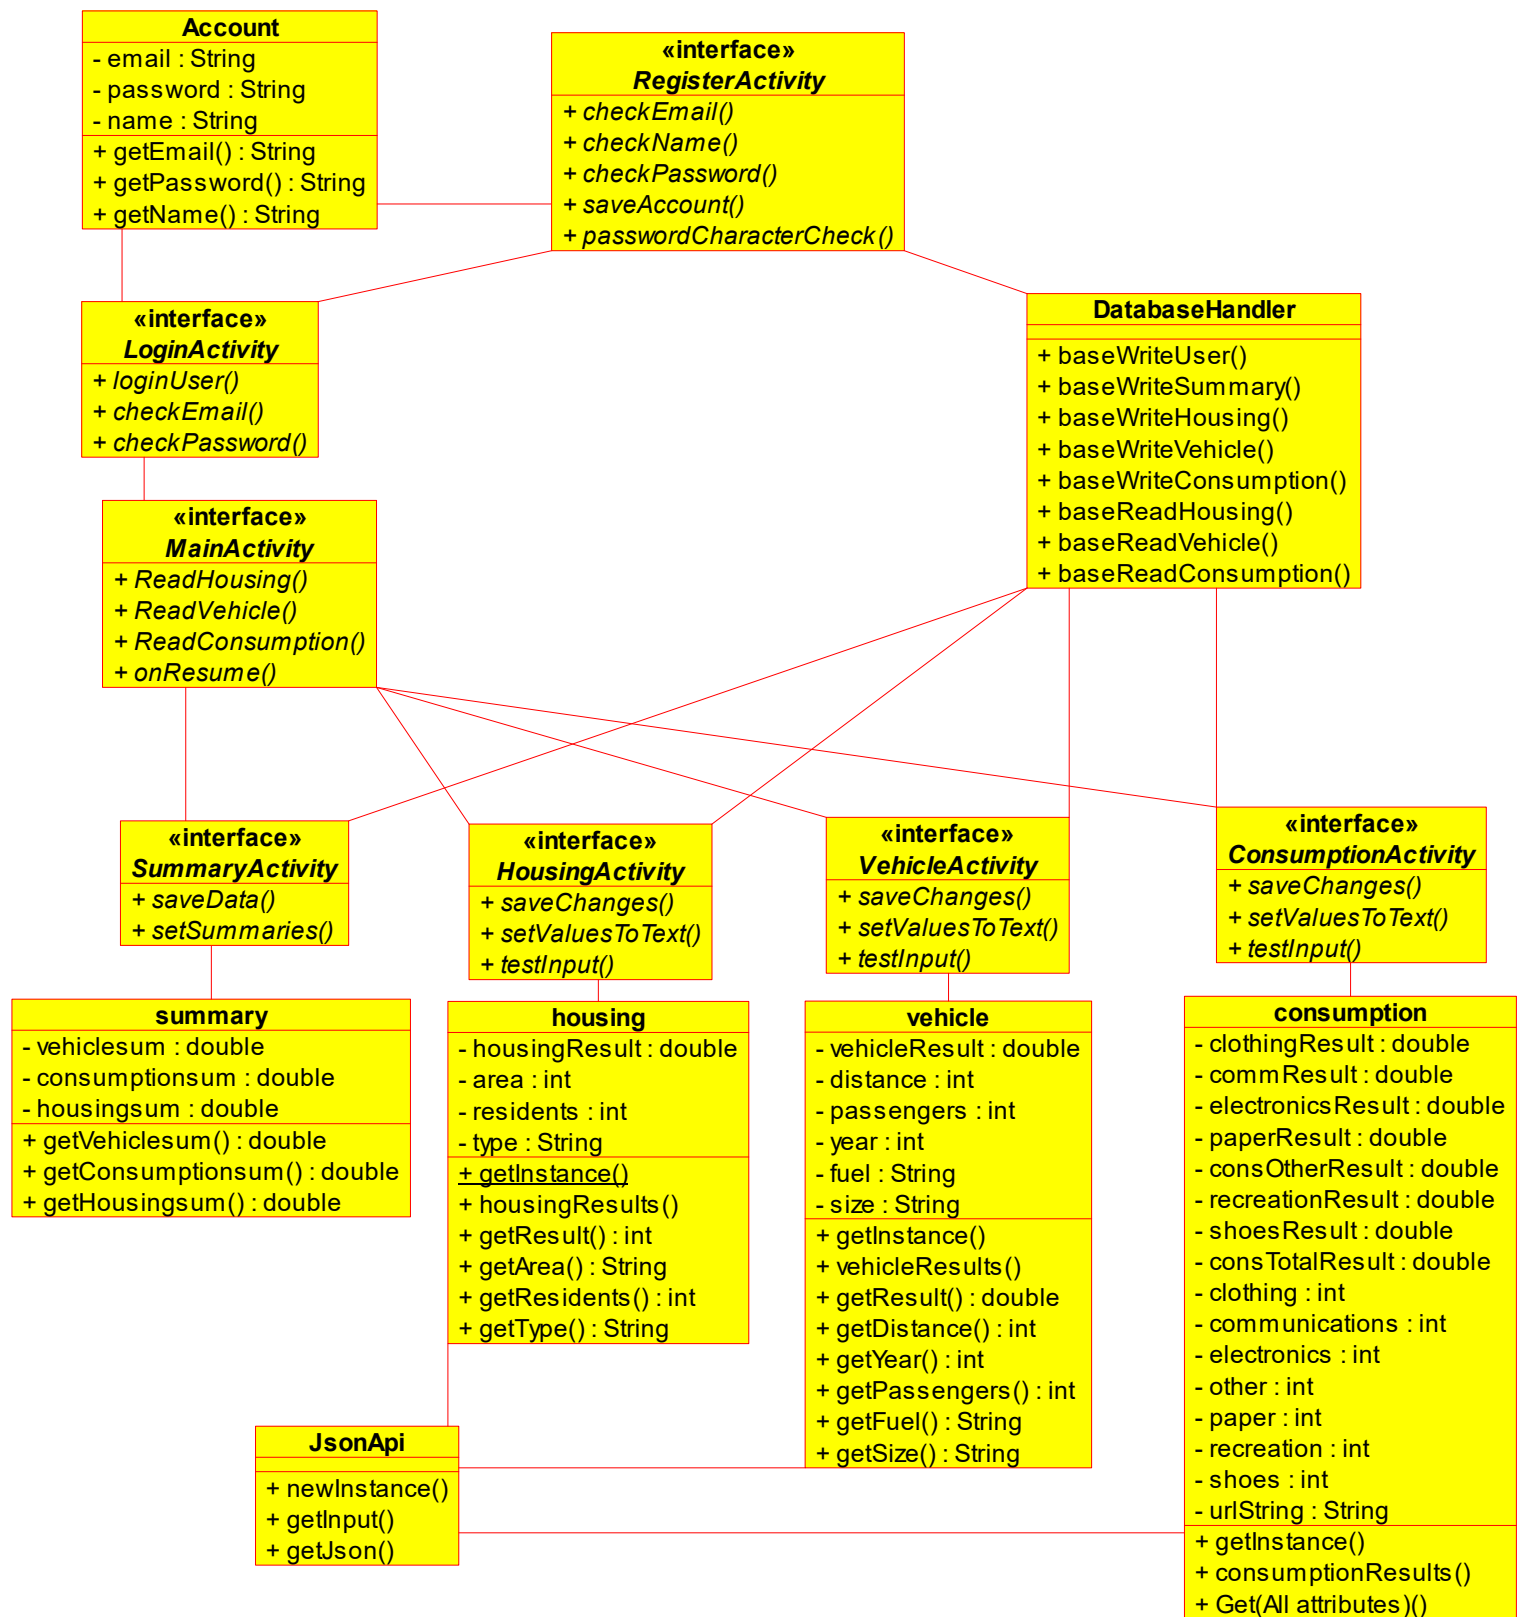 Account
- email : String
- password : String
- name : String
+ getEmail() : String
+ getPassword() : String
+ getName() : String
«interface»
RegisterActivity
+ checkEmail()
+ checkName()
+ checkPassword()
+ saveAccount()
+ passwordCharacterCheck()
«interface»
LoginActivity
+ loginUser()
+ checkEmail()
+ checkPassword()
DatabaseHandler
+ baseWriteUser()
+ baseWriteSummary()
+ baseWriteHousing()
+ baseWriteVehicle()
+ baseWriteConsumption()
+ baseReadHousing()
+ baseReadVehicle()
+ baseReadConsumption()
«interface»
MainActivity
+ ReadHousing()
+ ReadVehicle()
+ ReadConsumption()
+ onResume()
«interface»
SummaryActivity
+ saveData()
+ setSummaries()
«interface»
HousingActivity
+ saveChanges()
+ setValuesToText()
+ testInput()
«interface»
VehicleActivity
+ saveChanges()
+ setValuesToText()
+ testInput()
«interface»
ConsumptionActivity
+ saveChanges()
+ setValuesToText()
+ testInput()
summary
- vehiclesum : double
- consumptionsum : double
- housingsum : double
+ getVehiclesum() : double
+ getConsumptionsum() : double
+ getHousingsum() : double
housing
- housingResult : double
- area : int
- residents : int
- type : String
+ getInstance()
+ housingResults()
+ getResult() : int
+ getArea() : String
+ getResidents() : int
+ getType() : String
vehicle
- vehicleResult : double
- distance : int
- passengers : int
- year : int
- fuel : String
- size : String
+ getInstance()
+ vehicleResults()
+ getResult() : double
+ getDistance() : int
+ getYear() : int
+ getPassengers() : int
+ getFuel() : String
+ getSize() : String
consumption
- clothingResult : double
- commResult : double
- electronicsResult : double
- paperResult : double
- consOtherResult : double
- recreationResult : double
- shoesResult : double
- consTotalResult : double
- clothing : int
- communications : int
- electronics : int
- other : int
- paper : int
- recreation : int
- shoes : int
- urlString : String
+ getInstance()
+ consumptionResults()
+ Get(All attributes)()
JsonApi
+ newInstance()
+ getInput()
+ getJson()